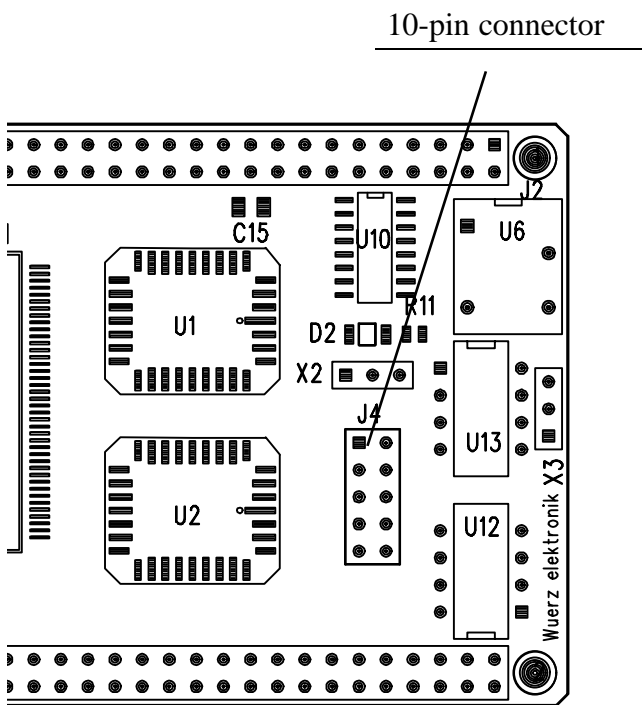 10-pin connector
J2
C15
U10
U6
U1
R11
D2
X2
J4
U13
X3
U2
U12
Wuerz elektronik